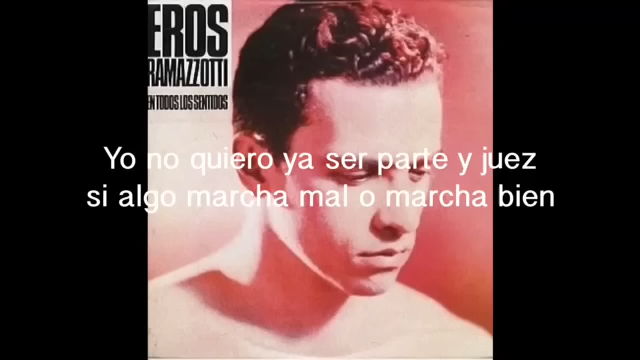 EROS
RAMAZZOTTI
EN TODOS LOS SENTIDOS
Yo no quiero ya ser parte y juez
si algo marcha mal o marcha bien